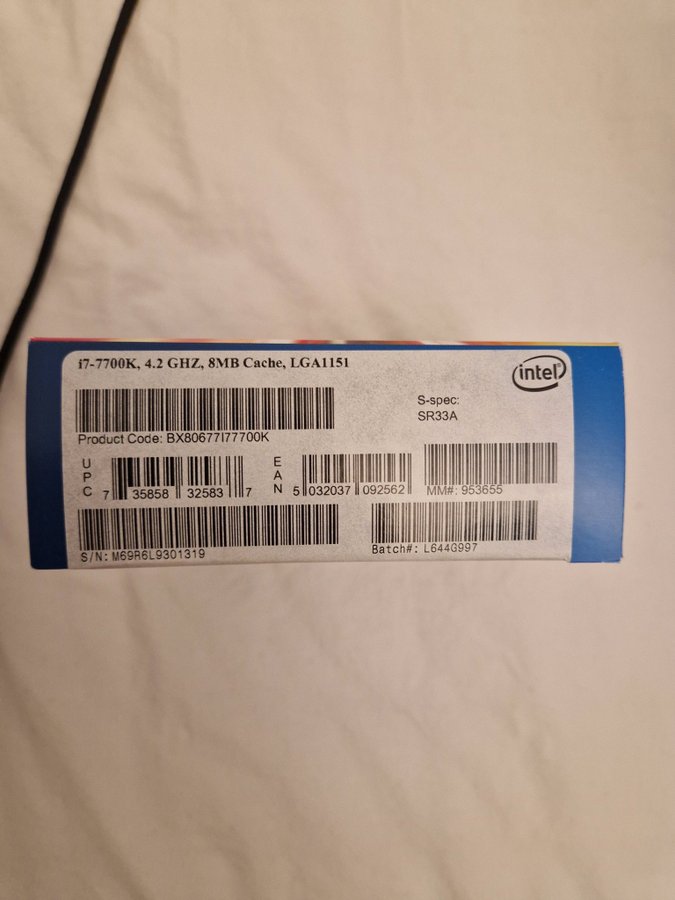 i7-7700K, 4.2 GHZ, 8MB Cache, LGA1151
intel®
S-spec:
SR33A
Product Code: BX80677I77700K
UPC
7 35858 32583 7
EAN
5 032037 092562
MM#: 953655
S/N: M69R6L9301319
Batch#: L644G997